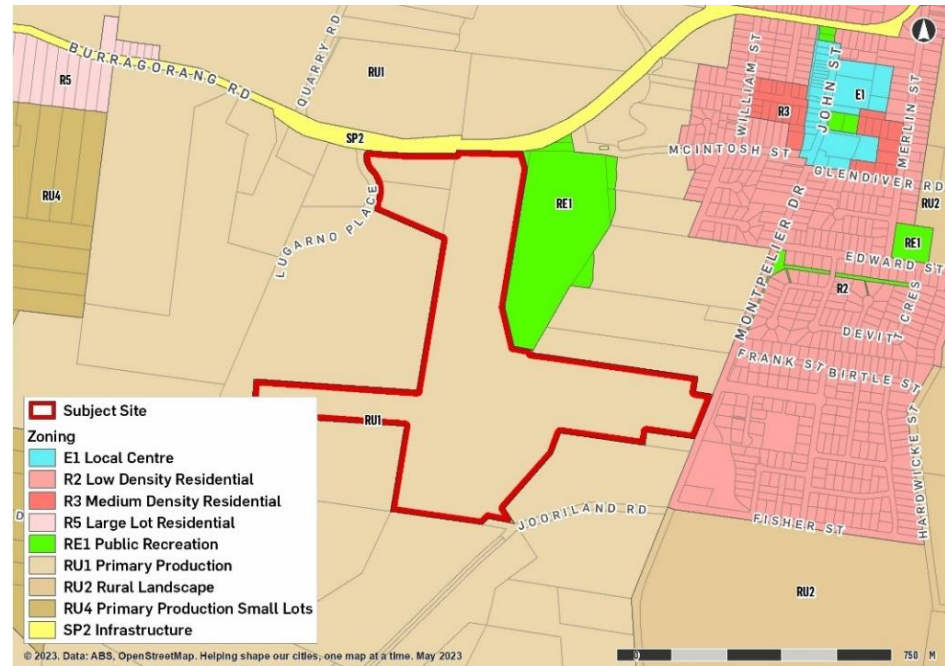 BURRAGORANG RD
QUARRY RD
RU1
R5
SP2
WILLIAM ST
JOHN ST
E1
R3
MERLIN ST
MCINTOSH ST
GLENDIVER RD
RU4
RE1
RU2
LUGARNO PLACE
RE1
EDWARD ST
MONTPELIER DR
R2
DEVITT CRES
FRANK ST
BIRTLE ST
HARDWICKE ST
RU1
JOORILAND RD
FISHER ST
RU2
D
Subject Site
Zoning
E1 Local Centre
R2 Low Density Residential
R3 Medium Density Residential
R5 Large Lot Residential
RE1 Public Recreation
RU1 Primary Production
RU2 Rural Landscape
RU4 Primary Production Small Lots
SP2 Infrastructure
© 2023. Data: ABS, OpenStreetMap. Helping shape our cities, one map at a time. May 2023
0 750 M